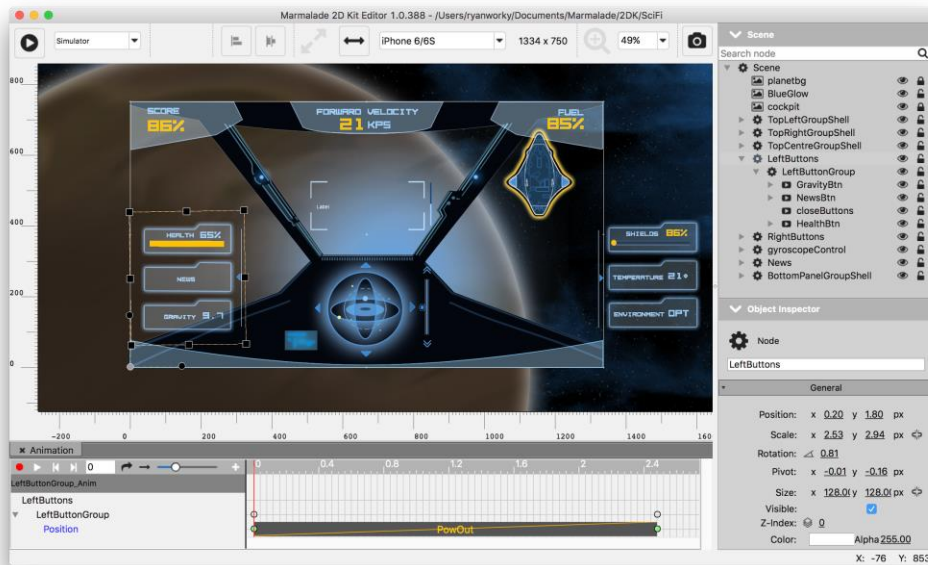 Marmalade 2D Kit Editor 1.0.388 - /Users/ryanworky/Documents/Marmalade/2DK/SciFi
Simulator
iPhone 6/6S
1334 x 750
49%
800
600
400
200
0
-200 0 200 400 600 800 1000 1200 1400 160
SCORE
86%
FORWARD VELOCITY
21 KPS
FUEL
85%
HEALTH 65%
NEWS
GRAVITY 9.7
SHIELDS 86%
TEMPERATURE 21+
ENVIRONMENT OPT
Animation
0
0 0.4 0.8 1.2 1.6 2 2.4
LeftButtonGroup_Anim
LeftButtons
LeftButtonGroup
Position
PowOut
Scene
Search node
Scene
planetbg
BlueGlow
cockpit
TopLeftGroupShell
TopRightGroupShell
TopCentreGroupShell
LeftButtons
LeftButtonGroup
GravityBtn
NewsBtn
closeButtons
HealthBtn
RightButtons
gyroscopeControl
News
BottomPanelGroupShell
Object Inspector
Node
LeftButtons
General
Position: x 0.20 y 1.80 px
Scale: x 2.53 y 2.94 px
Rotation: 0.81
Pivot: x -0.01 y -0.16 px
Size: x 128.0( y 128.0( px
Visible:
Z-Index: 0
Color: Alpha 255.00
X: -76 Y: 853